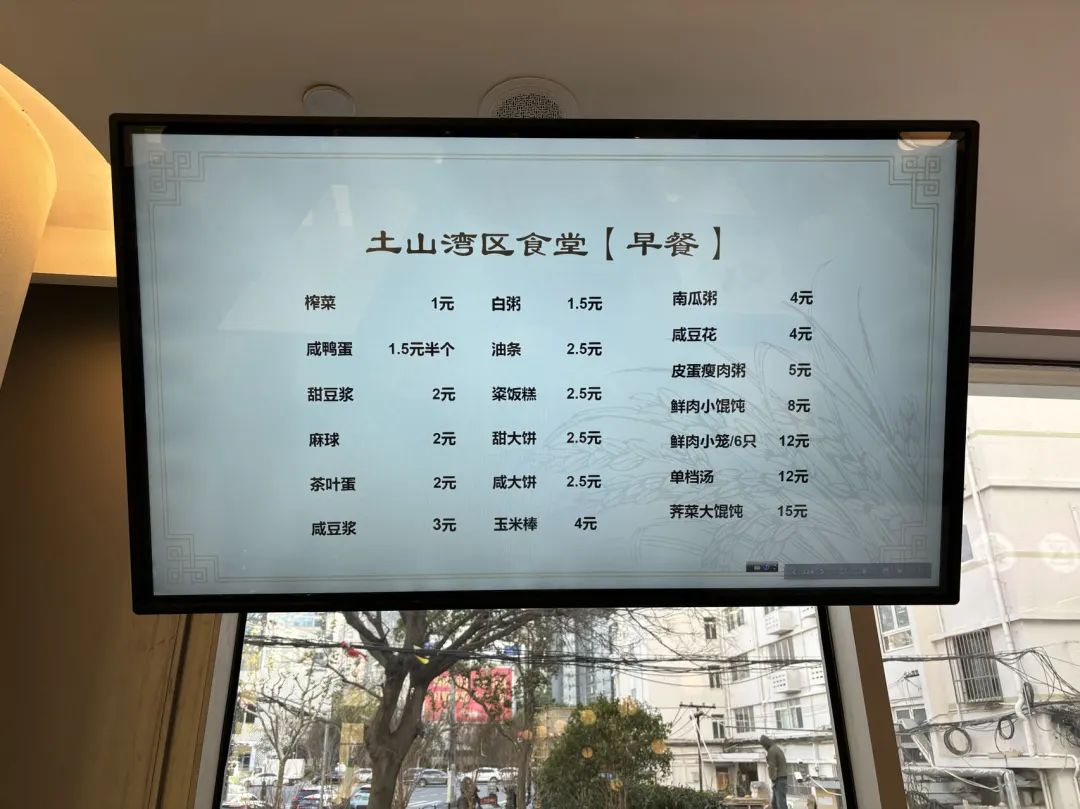 土山湾区食堂【早餐】
榨菜 1元
咸鸭蛋 1.5元半个
甜豆浆 2元
麻球 2元
茶叶蛋 2元
咸豆浆 3元
白粥 1.5元
油条 2.5元
粢饭糕 2.5元
甜大饼 2.5元
咸大饼 2.5元
玉米棒 4元
南瓜粥 4元
咸豆花 4元
皮蛋瘦肉粥 5元
鲜肉小馄饨 8元
鲜肉小笼/6只 12元
单档汤 12元
荠菜大馄饨 15元